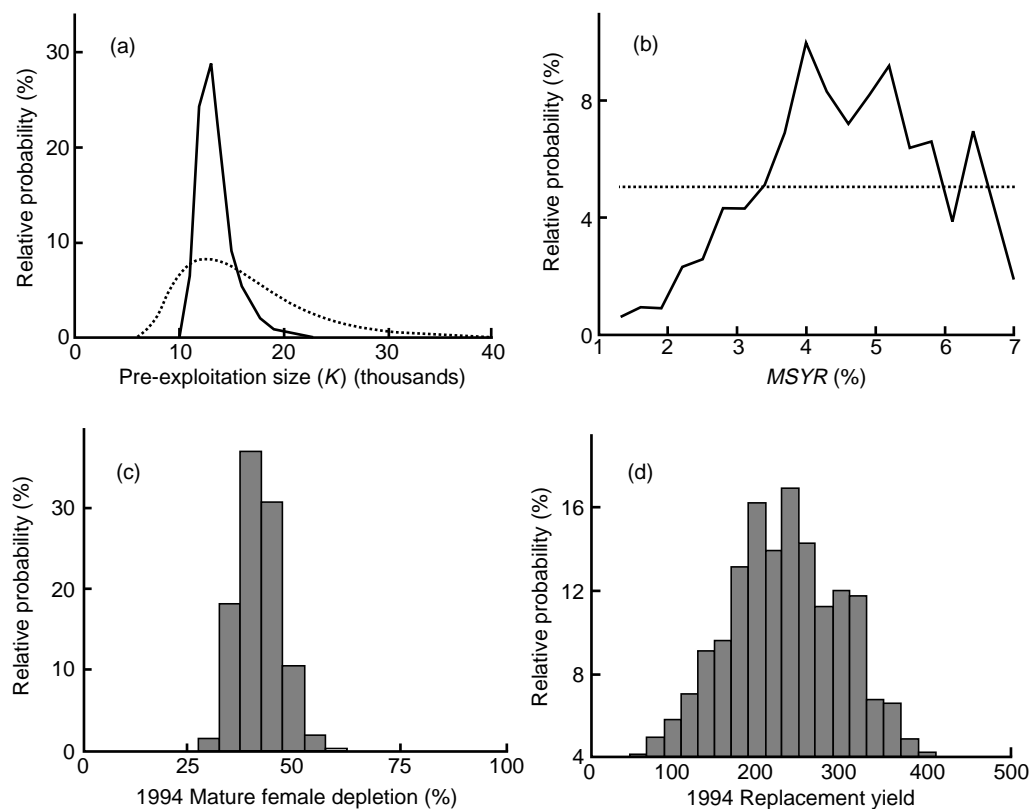 (a)
Relative probability (%)
30
20
10
0
0 10 20 30 40
Pre-exploitation size (K) (thousands)
(b)
Relative probability (%)
8
4
0
1 2 3 4 5 6 7
MSYR (%)
(c)
Relative probability (%)
30
20
10
0
0 25 50 75 100
1994 Mature female depletion (%)
(d)
Relative probability (%)
16
12
8
4
0 100 200 300 400 500
1994 Replacement yield